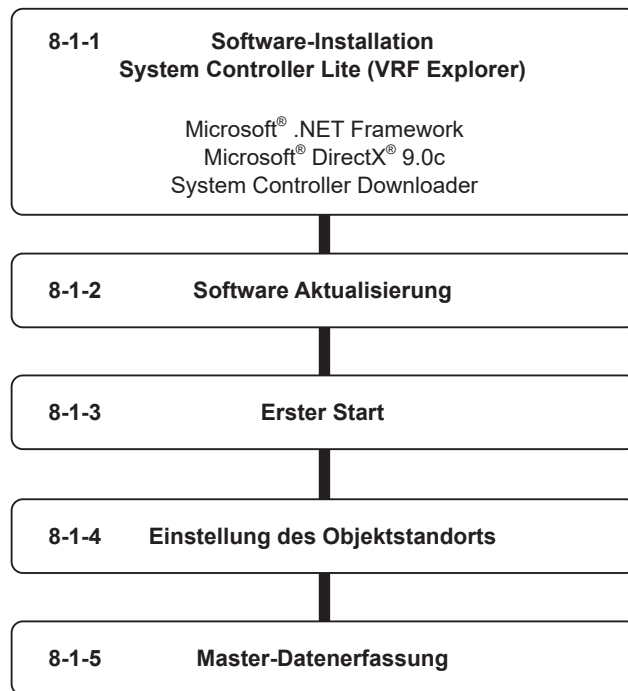 8-1-1 Software-Installation
System Controller Lite (VRF Explorer)
Microsoft® .NET Framework
Microsoft® DirectX® 9.0c
System Controller Downloader
8-1-2 Software Aktualisierung
8-1-3 Erster Start
8-1-4 Einstellung des Objektstandorts
8-1-5 Master-Datenerfassung